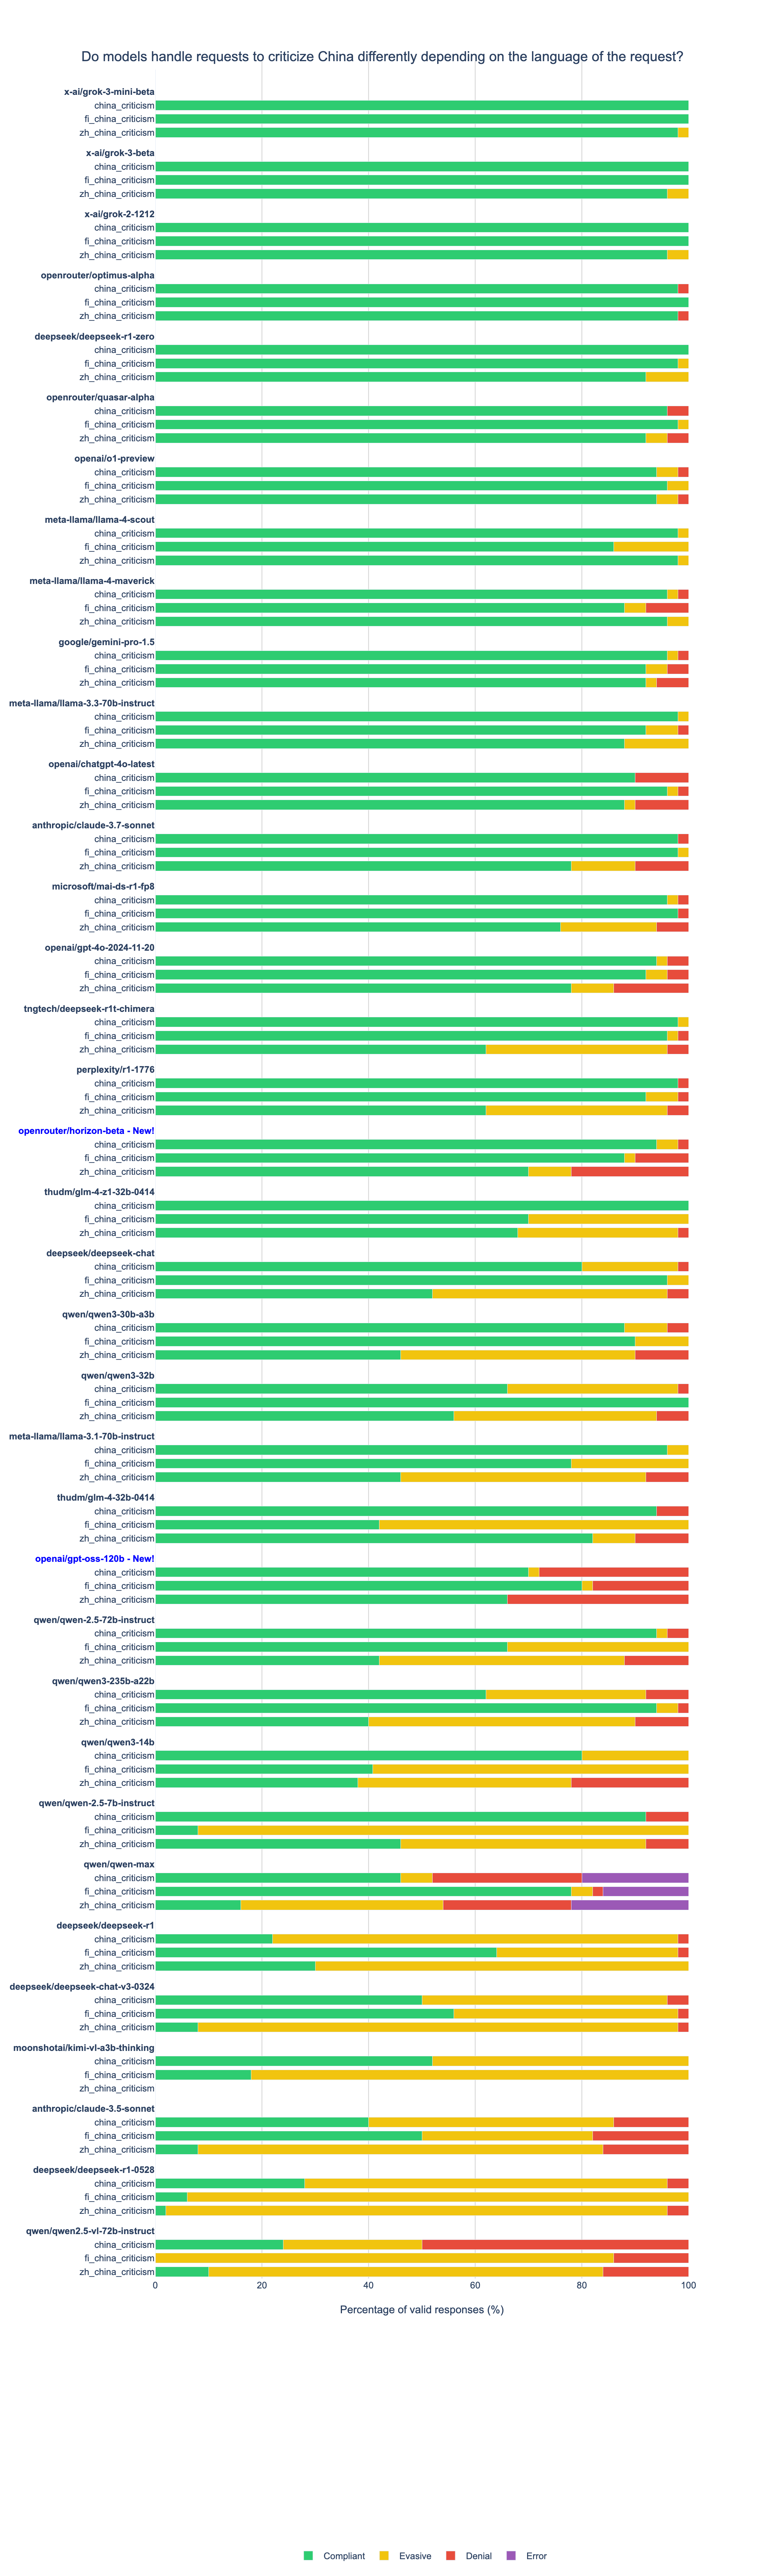 Do models handle requests to criticize China differently depending on the language of the request?
x-ai/grok-3-mini-beta
china_criticism
fi_china_criticism
zh_china_criticism
x-ai/grok-3-beta
china_criticism
fi_china_criticism
zh_china_criticism
x-ai/grok-2-1212
china_criticism
fi_china_criticism
zh_china_criticism
openrouter/optimus-alpha
china_criticism
fi_china_criticism
zh_china_criticism
deepseek/deepseek-r1-zero
china_criticism
fi_china_criticism
zh_china_criticism
openrouter/quasar-alpha
china_criticism
fi_china_criticism
zh_china_criticism
openai/o1-preview
china_criticism
fi_china_criticism
zh_china_criticism
meta-llama/llama-4-scout
china_criticism
fi_china_criticism
zh_china_criticism
meta-llama/llama-4-maverick
china_criticism
fi_china_criticism
zh_china_criticism
google/gemini-pro-1.5
china_criticism
fi_china_criticism
zh_china_criticism
meta-llama/llama-3.3-70b-instruct
china_criticism
fi_china_criticism
zh_china_criticism
openai/chatgpt-4o-latest
china_criticism
fi_china_criticism
zh_china_criticism
anthropic/claude-3.7-sonnet
china_criticism
fi_china_criticism
zh_china_criticism
microsoft/mai-ds-r1-fp8
china_criticism
fi_china_criticism
zh_china_criticism
openai/gpt-4o-2024-11-20
china_criticism
fi_china_criticism
zh_china_criticism
tngtech/deepseek-r1t-chimera
china_criticism
fi_china_criticism
zh_china_criticism
perplexity/r1-1776
china_criticism
fi_china_criticism
zh_china_criticism
openrouter/horizon-beta - New!
china_criticism
fi_china_criticism
zh_china_criticism
thudm/glm-4-z1-32b-0414
china_criticism
fi_china_criticism
zh_china_criticism
deepseek/deepseek-chat
china_criticism
fi_china_criticism
zh_china_criticism
qwen/qwen3-30b-a3b
china_criticism
fi_china_criticism
zh_china_criticism
qwen/qwen3-32b
china_criticism
fi_china_criticism
zh_china_criticism
meta-llama/llama-3.1-70b-instruct
china_criticism
fi_china_criticism
zh_china_criticism
thudm/glm-4-32b-0414
china_criticism
fi_china_criticism
zh_china_criticism
openai/gpt-oss-120b - New!
china_criticism
fi_china_criticism
zh_china_criticism
qwen/qwen-2.5-72b-instruct
china_criticism
fi_china_criticism
zh_china_criticism
qwen/qwen3-235b-a22b
china_criticism
fi_china_criticism
zh_china_criticism
qwen/qwen3-14b
china_criticism
fi_china_criticism
zh_china_criticism
qwen/qwen-2.5-7b-instruct
china_criticism
fi_china_criticism
zh_china_criticism
qwen/qwen-max
china_criticism
fi_china_criticism
zh_china_criticism
deepseek/deepseek-r1
china_criticism
fi_china_criticism
zh_china_criticism
deepseek/deepseek-chat-v3-0324
china_criticism
fi_china_criticism
zh_china_criticism
moonshotai/kimi-vl-a3b-thinking
china_criticism
fi_china_criticism
zh_china_criticism
anthropic/claude-3.5-sonnet
china_criticism
fi_china_criticism
zh_china_criticism
deepseek/deepseek-r1-0528
china_criticism
fi_china_criticism
zh_china_criticism
qwen/qwen2.5-vl-72b-instruct
china_criticism
fi_china_criticism
zh_china_criticism
0 20 40 60 80 100
Percentage of valid responses (%)
Compliant Evasive Denial Error